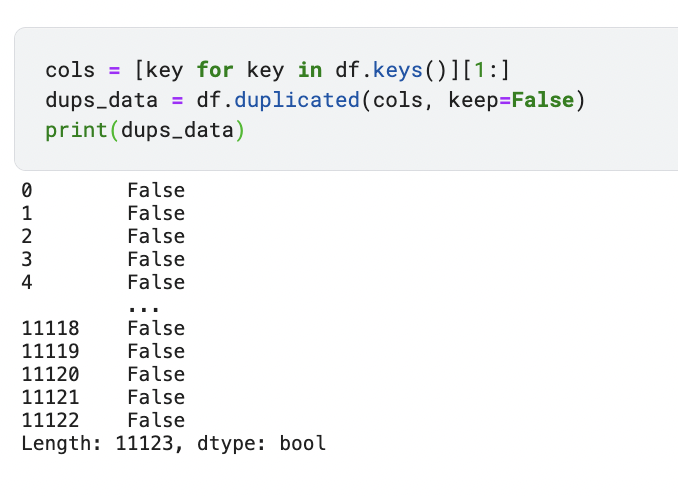 cols = [key for key in df.keys()][1:]
dups_data = df.duplicated(cols, keep=False)
print(dups_data)
0        False
1        False
2        False
3        False
4        False
         ...
11118    False
11119    False
11120    False
11121    False
11122    False
Length: 11123, dtype: bool